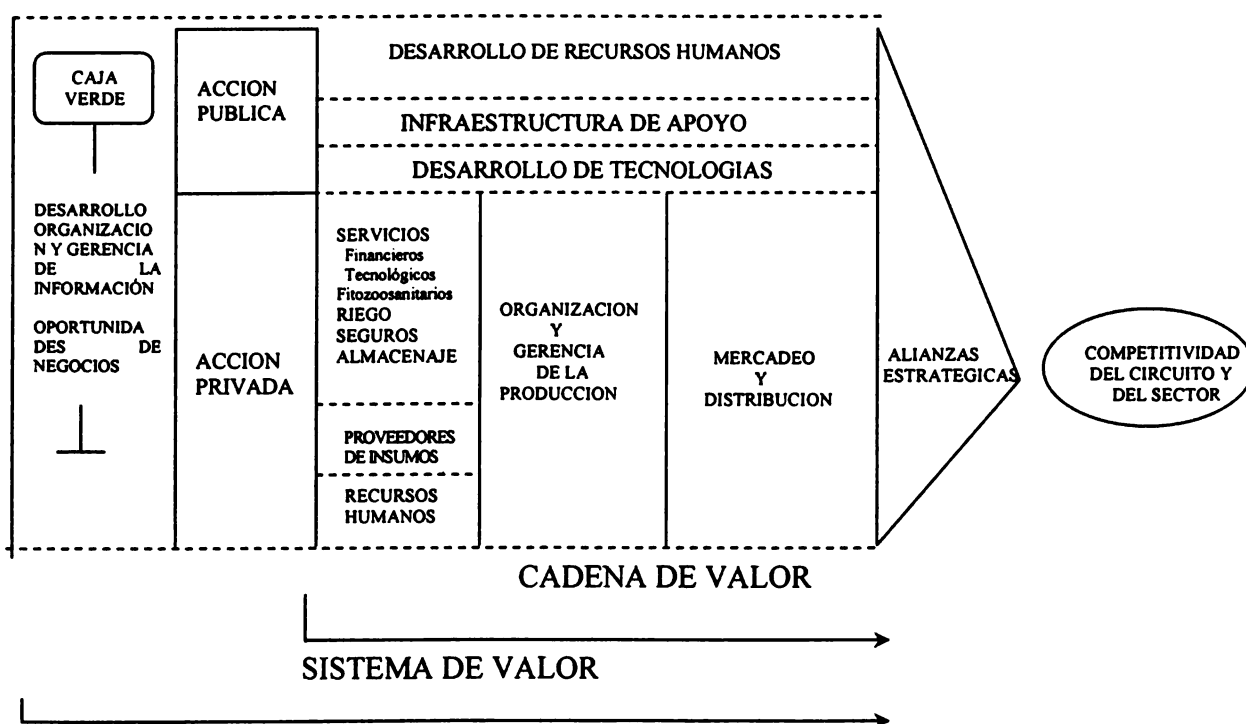 CAJA
VERDE
DESARROLLO
ORGANIZACIO
N Y GERENCIA
DE LA
INFORMACIÓN
OPORTUNIDA
DES DE
NEGOCIOS
ACCION
PUBLICA
ACCION
PRIVADA
DESARROLLO DE RECURSOS HUMANOS
INFRAESTRUCTURA DE APOYO
DESARROLLO DE TECNOLOGIAS
SERVICIOS
Financieros
Tecnológicos
Fitozoosanitarios
RIEGO
SEGUROS
ALMACENAJE
PROVEEDORES
DE INSUMOS
RECURSOS
HUMANOS
ORGANIZACION
Y
GERENCIA
DE LA
PRODUCCION
MERCADEO
Y
DISTRIBUCION
ALIANZAS
ESTRATEGICAS
COMPETITIVIDAD
DEL CIRCUITO Y
DEL SECTOR
CADENA DE VALOR
SISTEMA DE VALOR